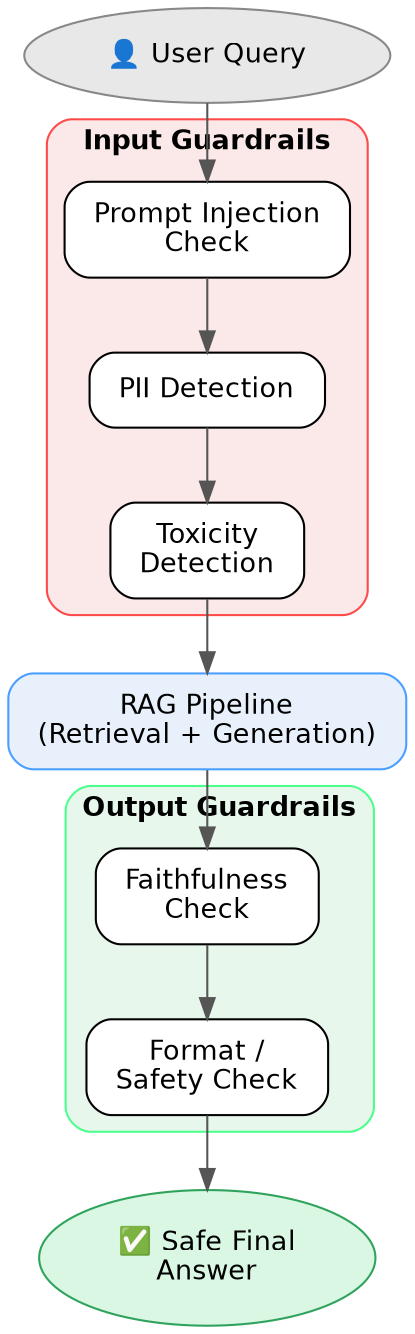 👤 User Query
Input Guardrails
Prompt Injection
Check
PII Detection
Toxicity
Detection
RAG Pipeline
(Retrieval + Generation)
Output Guardrails
Faithfulness
Check
Format /
Safety Check
✅ Safe Final
Answer